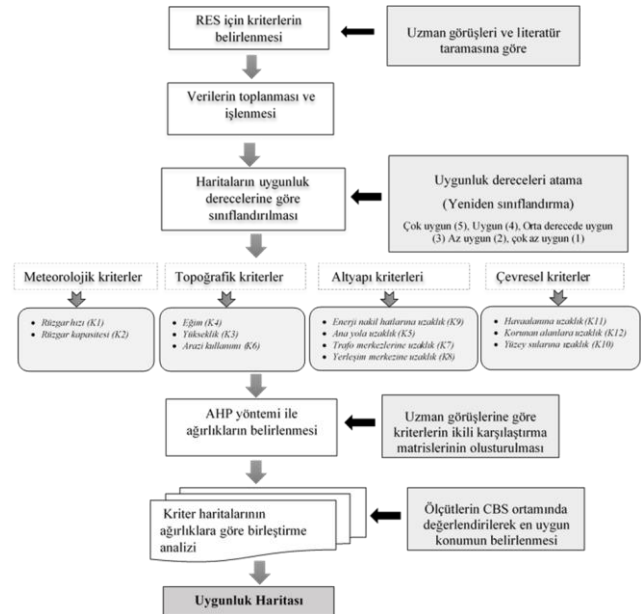 RES için kriterlerin
belirlenmesi
Uzman görüşleri ve literatür
taramasına göre
Verilerin toplanması ve
işlenmesi
Haritaların uygunluk
derecelerine göre
sınıflandırılması
Uygunluk dereceleri atama
(Yeniden sınıflandırma)
Çok uygun (5), Uygun (4), Orta derecede uygun
(3) Az uygun (2), çok az uygun (1)
Meteorolojik kriterler
Topoğrafik kriterler
Altyapı kriterleri
Çevresel kriterler
• Rüzgar hızı (K1)
• Rüzgar kapasitesi (K2)
• Eğim (K4)
• Yükseklik (K3)
• Arazi kullanımı (K6)
• Enerji nakil hatlarına uzaklık (K9)
• Ana yola uzaklık (K5)
• Trafo merkezlerine uzaklık (K7)
• Yerleşim merkezine uzaklık (K8)
• Havaalanına uzaklık (K11)
• Korunan alanlara uzaklık (K12)
• Yüzey sularına uzaklık (K10)
AHP yöntemi ile
ağırlıkların belirlenmesi
Uzman görüşlerine göre
kriterlerin ikili karşılaştırma
matrislerinin olusturulması
Kriter haritalarının
ağırlıklara göre birleştirme
analizi
Ölçütlerin CBS ortamında
değerlendirilerek en uygun
konumun belirlenmesi
Uygunluk Haritası